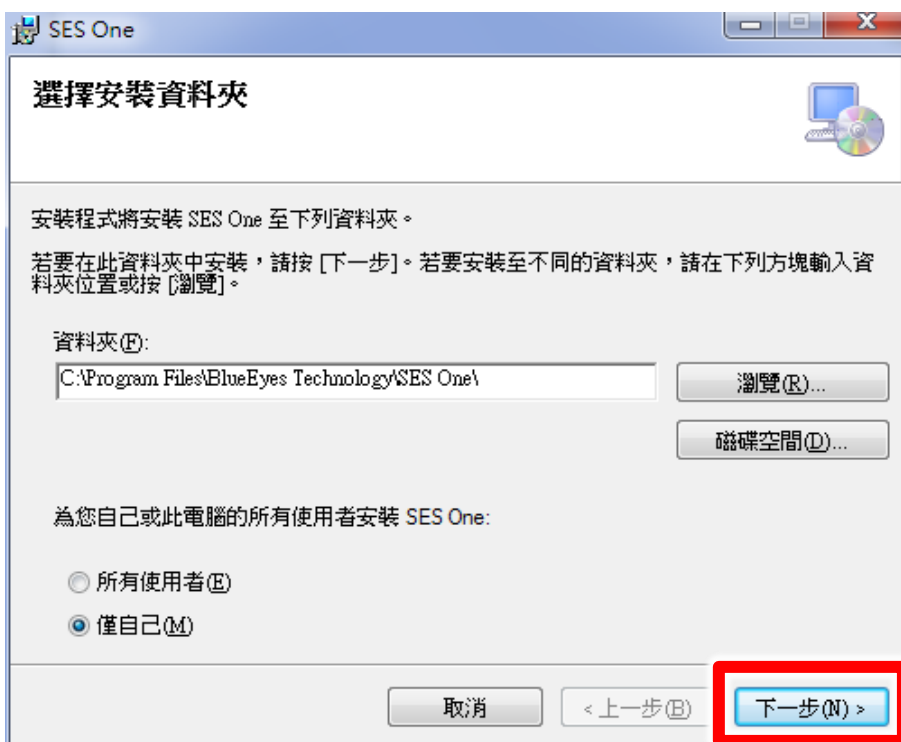 SES One
選擇安裝資料夾
安裝程式將安裝 SES One 至下列資料夾。
若要在此資料夾中安裝，請按 [下一步]。若要安裝至不同的資料夾，請在下列方塊輸入資
料夾位置或按 [瀏覽]。
資料夾(F):
C:\Program Files\BlueEyes Technology\SES One\
瀏覽(R)...
磁碟空間(D)...
為您自己或此電腦的所有使用者安裝 SES One:
所有使用者(E)
僅自己(M)
取消
<上一步(B)
下一步(N) >